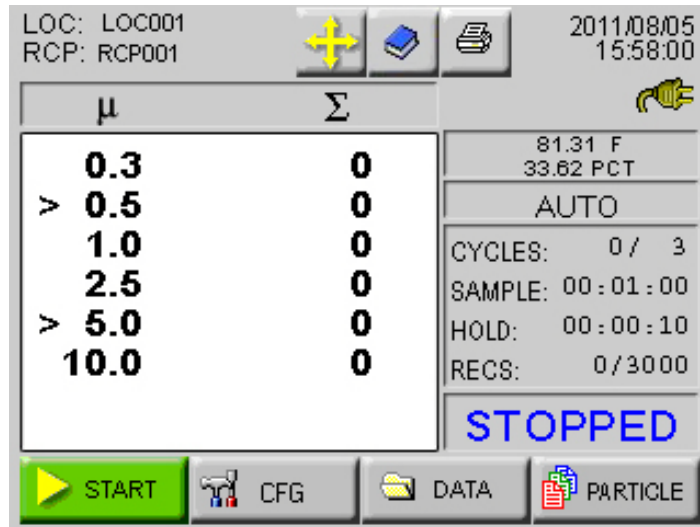 LOC: LOC001
RCP: RCP001
2011/08/05
15:58:00
µ Σ
0.3 0
> 0.5 0
1.0 0
2.5 0
> 5.0 0
10.0 0
81.31 F
33.62 PCT
AUTO
CYCLES: 0/ 3
SAMPLE: 00:01:00
HOLD: 00:00:10
RECS: 0/3000
STOPPED
START CFG DATA PARTICLE